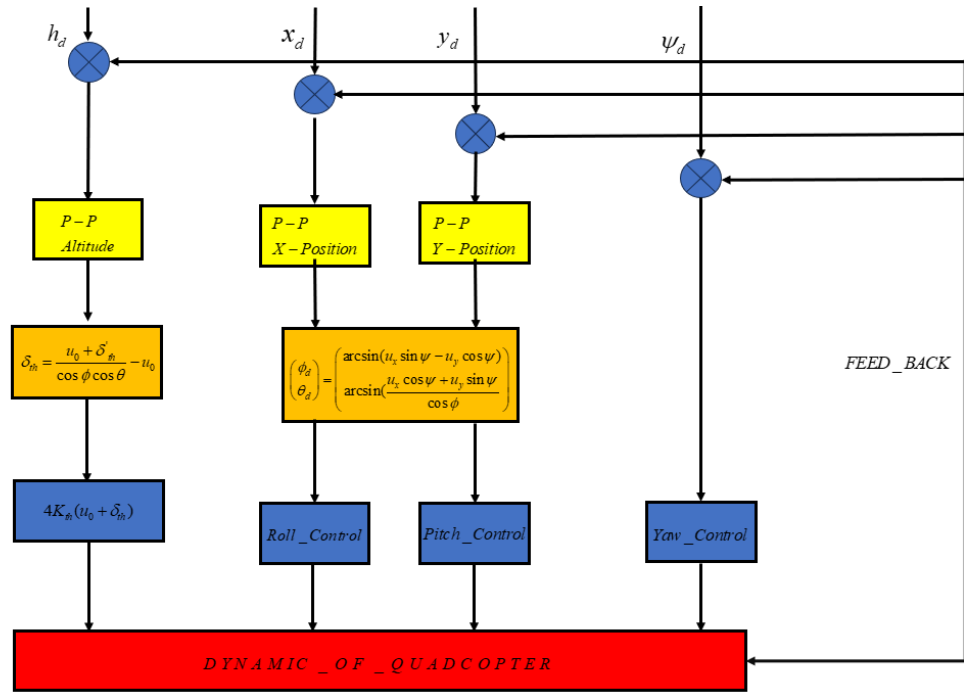 h_d
x_d
y_d
ψ_d
P-P
Altitude
P-P
X-Position
P-P
Y-Position
δ_th = (u_0 + δ'_th)/(cos ϕ cos θ) - u_0
(ϕ_d θ_d) = (arcsin(u_x sin ψ - u_y cos ψ)
arcsin((u_x cos ψ + u_y sin ψ)/cos ϕ)
FEED_BACK
4K_th(u_0 + δ_th)
Roll_Control
Pitch_Control
Yaw_Control
DYNAMIC_OF_QUADCOPTER